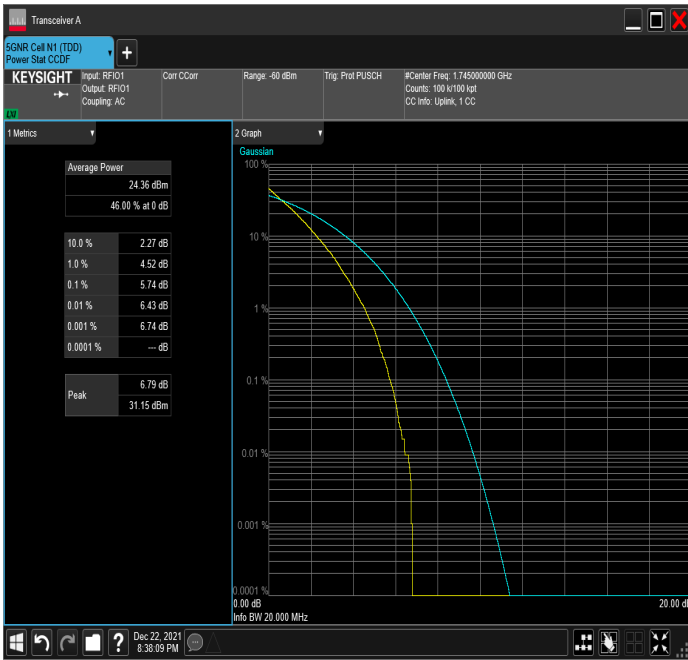 Transceiver A
5GNR Cell N1 (TDD)
Power Stat CCDF
KEYSIGHT
Input: RFIO1
Output: RFIO1
Coupling: AC
Corr CCorr
Range: -60 dBm
Trig: Prot PUSCH
#Center Freq: 1.745000000 GHz
Counts: 100 k/100 kpt
CC Info: Uplink, 1 CC
LXI
1 Metrics
Average Power
24.36 dBm
46.00 % at 0 dB
10.0 % 2.27 dB
1.0 % 4.52 dB
0.1 % 5.74 dB
0.01 % 6.43 dB
0.001 % 6.74 dB
0.0001 % --- dB
Peak
6.79 dB
31.15 dBm
2 Graph
Gaussian
100 %
10 %
1 %
0.1 %
0.01 %
0.001 %
0.0001 %
0.00 dB
20.00 dB
Info BW 20.000 MHz
?
Dec 22, 2021
8:38:09 PM